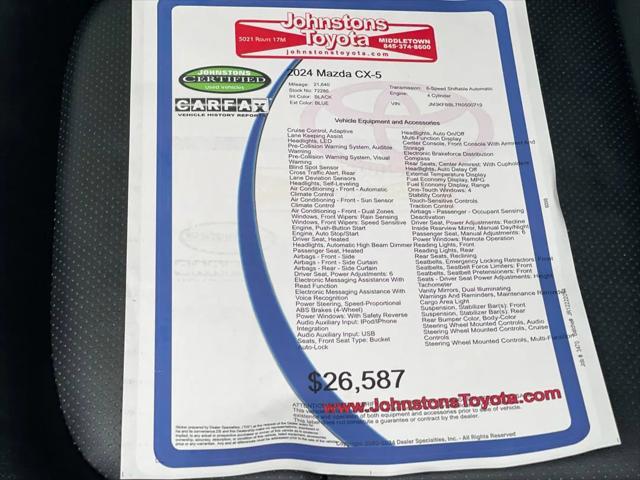 Johnstons
Toyota
5021 ROUTE 17M
MIDDLETOWN
845-374-8600
johnstonstoyota.com
JOHNSTONS
CERTIFIED
Used Vehicles
CARFAX
VEHICLE HISTORY REPORTS
2024 Mazda CX-5
Mileage: 21,640
Stock No: 72286
Int Color: BLACK
Ext Color: BLUE
Transmission: 6-Speed Shiftable Automatic
Engine: 4 Cylinder
VIN:
Vehicle Equipment and Accessories
Cruise Control, Adaptive
Lane Keeping Assist
Headlights, LED
Pre-Collision Warning System, Audible
Warning
Pre-Collision Warning System, Visual
Warning
Blind Spot Sensor
Cross Traffic Alert, Rear
Lane Deviation Sensors
Headlights, Self-Leveling
Air Conditioning - Front - Automatic
Climate Control
Air Conditioning - Front - Sun Sensor
Climate Control
Air Conditioning - Front - Dual Zones
Windows, Front Wipers: Rain Sensing
Windows, Front Wipers: Speed Sensitive
Engine, Push-Button Start
Engine, Auto Stop/Start
Driver Seat, Heated
Headlights, Automatic High Beam Dimmer
Passenger Seat, Heated
Airbags - Front - Side
Airbags - Front - Side Curtain
Airbags - Rear - Side Curtain
Driver Seat, Power Adjustments: 6
Electronic Messaging Assistance With
Read Function
Electronic Messaging Assistance With
Voice Recognition
Power Steering, Speed-Proportional
ABS Brakes (4-Wheel)
Power Windows: With Safety Reverse
Audio Auxiliary Input: IPod/IPhone
Integration
Audio Auxiliary Input: USB
Seats, Front Seat Type: Bucket
Auto-Lock
Headlights, Auto On/Off
Multi-Function Display
Center Console, Front Console With Armrest And
Storage
Electronic Brakeforce Distribution
Compass
Rear Seats, Center Armrest; With Cupholders
Headlights, Auto Delay Off
External Temperature Display
Fuel Economy Display, MPG
Fuel Economy Display, Range
One-Touch Windows: 4
Stability Control
Touch-Sensitive Controls
Traction Control
Airbags - Passenger - Occupant Sensing
Deactivation
Driver Seat, Power Adjustments: Recline
Inside Rearview Mirror, Manual Day/Night
Passenger Seat, Manual Adjustments: 6
Power Windows: Remote Operation
Reading Lights, Front
Reading Lights, Rear
Rear Seats, Reclining
Seatbelts, Emergency Locking Retractors: Front
Seatbelts, Seatbelt Force Limiters: Front
Seatbelts, Seatbelt Pretensioners: Front
Seats - Driver Seat, Power Adjustments: Height
Tachometer
Vanity Mirrors, Dual Illuminating
Warnings And Reminders, Maintenance
Cargo Area Light
Suspension, Stabilizer Bar(s): Front
Suspension, Stabilizer Bar(s): Rear
Rear Bumper Color, Body-Color
Steering Wheel Mounted Controls, Audio
Steering Wheel Mounted Controls, Cruise
Controls
Steering Wheel Mounted Controls, Multi-Function
$26,587
www.JohnstonsToyota.com